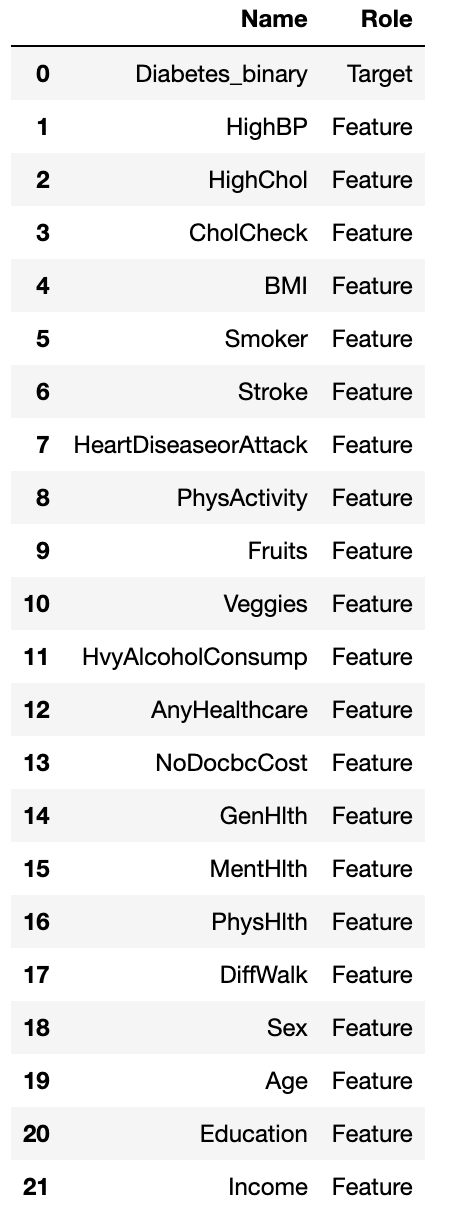 Name Role
0 Diabetes_binary Target
1 HighBP Feature
2 HighChol Feature
3 CholCheck Feature
4 BMI Feature
5 Smoker Feature
6 Stroke Feature
7 HeartDiseaseorAttack Feature
8 PhysActivity Feature
9 Fruits Feature
10 Veggies Feature
11 HvyAlcoholConsump Feature
12 AnyHealthcare Feature
13 NoDocbcCost Feature
14 GenHlth Feature
15 MentHlth Feature
16 PhysHlth Feature
17 DiffWalk Feature
18 Sex Feature
19 Age Feature
20 Education Feature
21 Income Feature